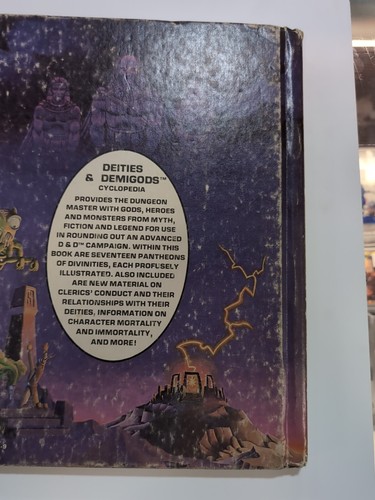 DEITIES
& DEMIGODS™
CYCLOPEDIA
PROVIDES THE DUNGEON
MASTER WITH GODS, HEROES
AND MONSTERS FROM MYTH,
FICTION AND LEGEND FOR USE
IN ROUNDING OUT AN ADVANCED
D & D™ CAMPAIGN. WITHIN THIS
BOOK ARE SEVENTEEN PANTHEONS
OF DIVINITIES, EACH PROFUSELY
ILLUSTRATED. ALSO INCLUDED
ARE NEW MATERIAL ON
CLERICS' CONDUCT AND THEIR
RELATIONSHIPS WITH THEIR
DEITIES, INFORMATION ON
CHARACTER MORTALITY
AND IMMORTALITY,
AND MORE!